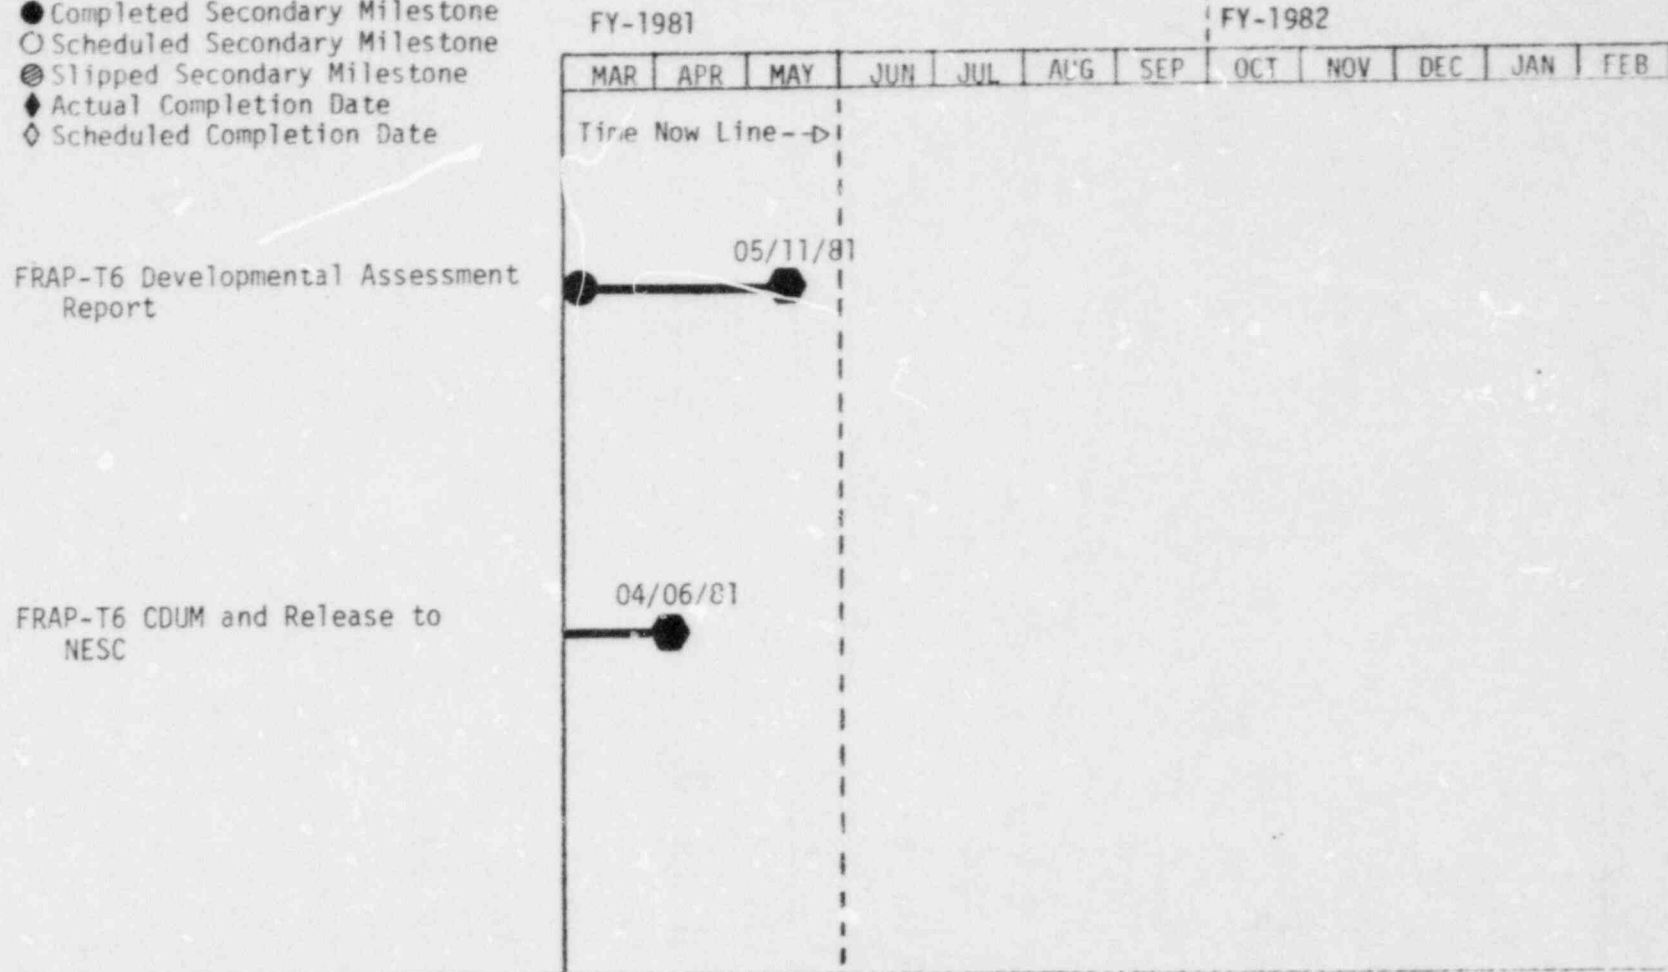 Completed Secondary Milestone
Scheduled Secondary Milestone
Slipped Secondary Milestone
Actual Completion Date
Scheduled Completion Date
FY-1981
FY-1982
MAR APR MAY JUN JUL AUG SEP OCT NOV DEC JAN FEB
Time Now Line
05/11/81
FRAP-T6 Developmental Assessment
Report
04/06/81
FRAP-T6 CDUM and Release to
NESC